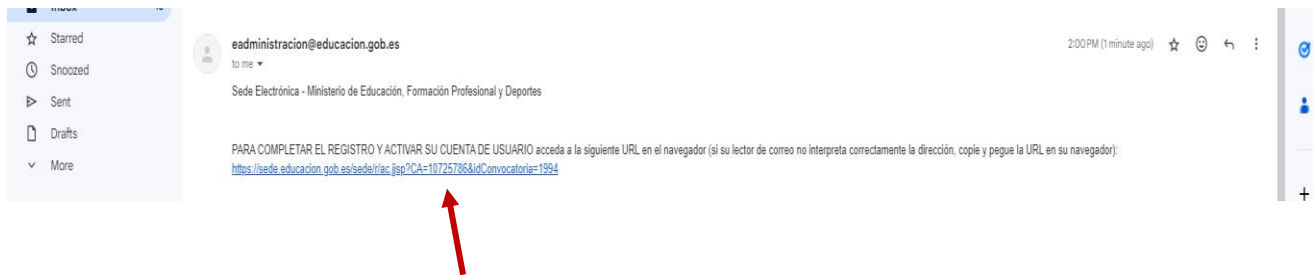 Inbox
Starred
Snoozed
Sent
Drafts
More
eadministracion@educacion.gob.es
2:00 PM (1 minute ago)
to me
Sede Electrónica - Ministerio de Educación, Formación Profesional y Deportes
PARA COMPLETAR EL REGISTRO Y ACTIVAR SU CUENTA DE USUARIO acceda a la siguiente URL en el navegador (si su lector de correo no interpreta correctamente la dirección, copie y pegue la URL en su navegador):
https://sede.educacion.gob.es/sede/r/ac.jjsp?CA=10725786&idConvocatoria=1994